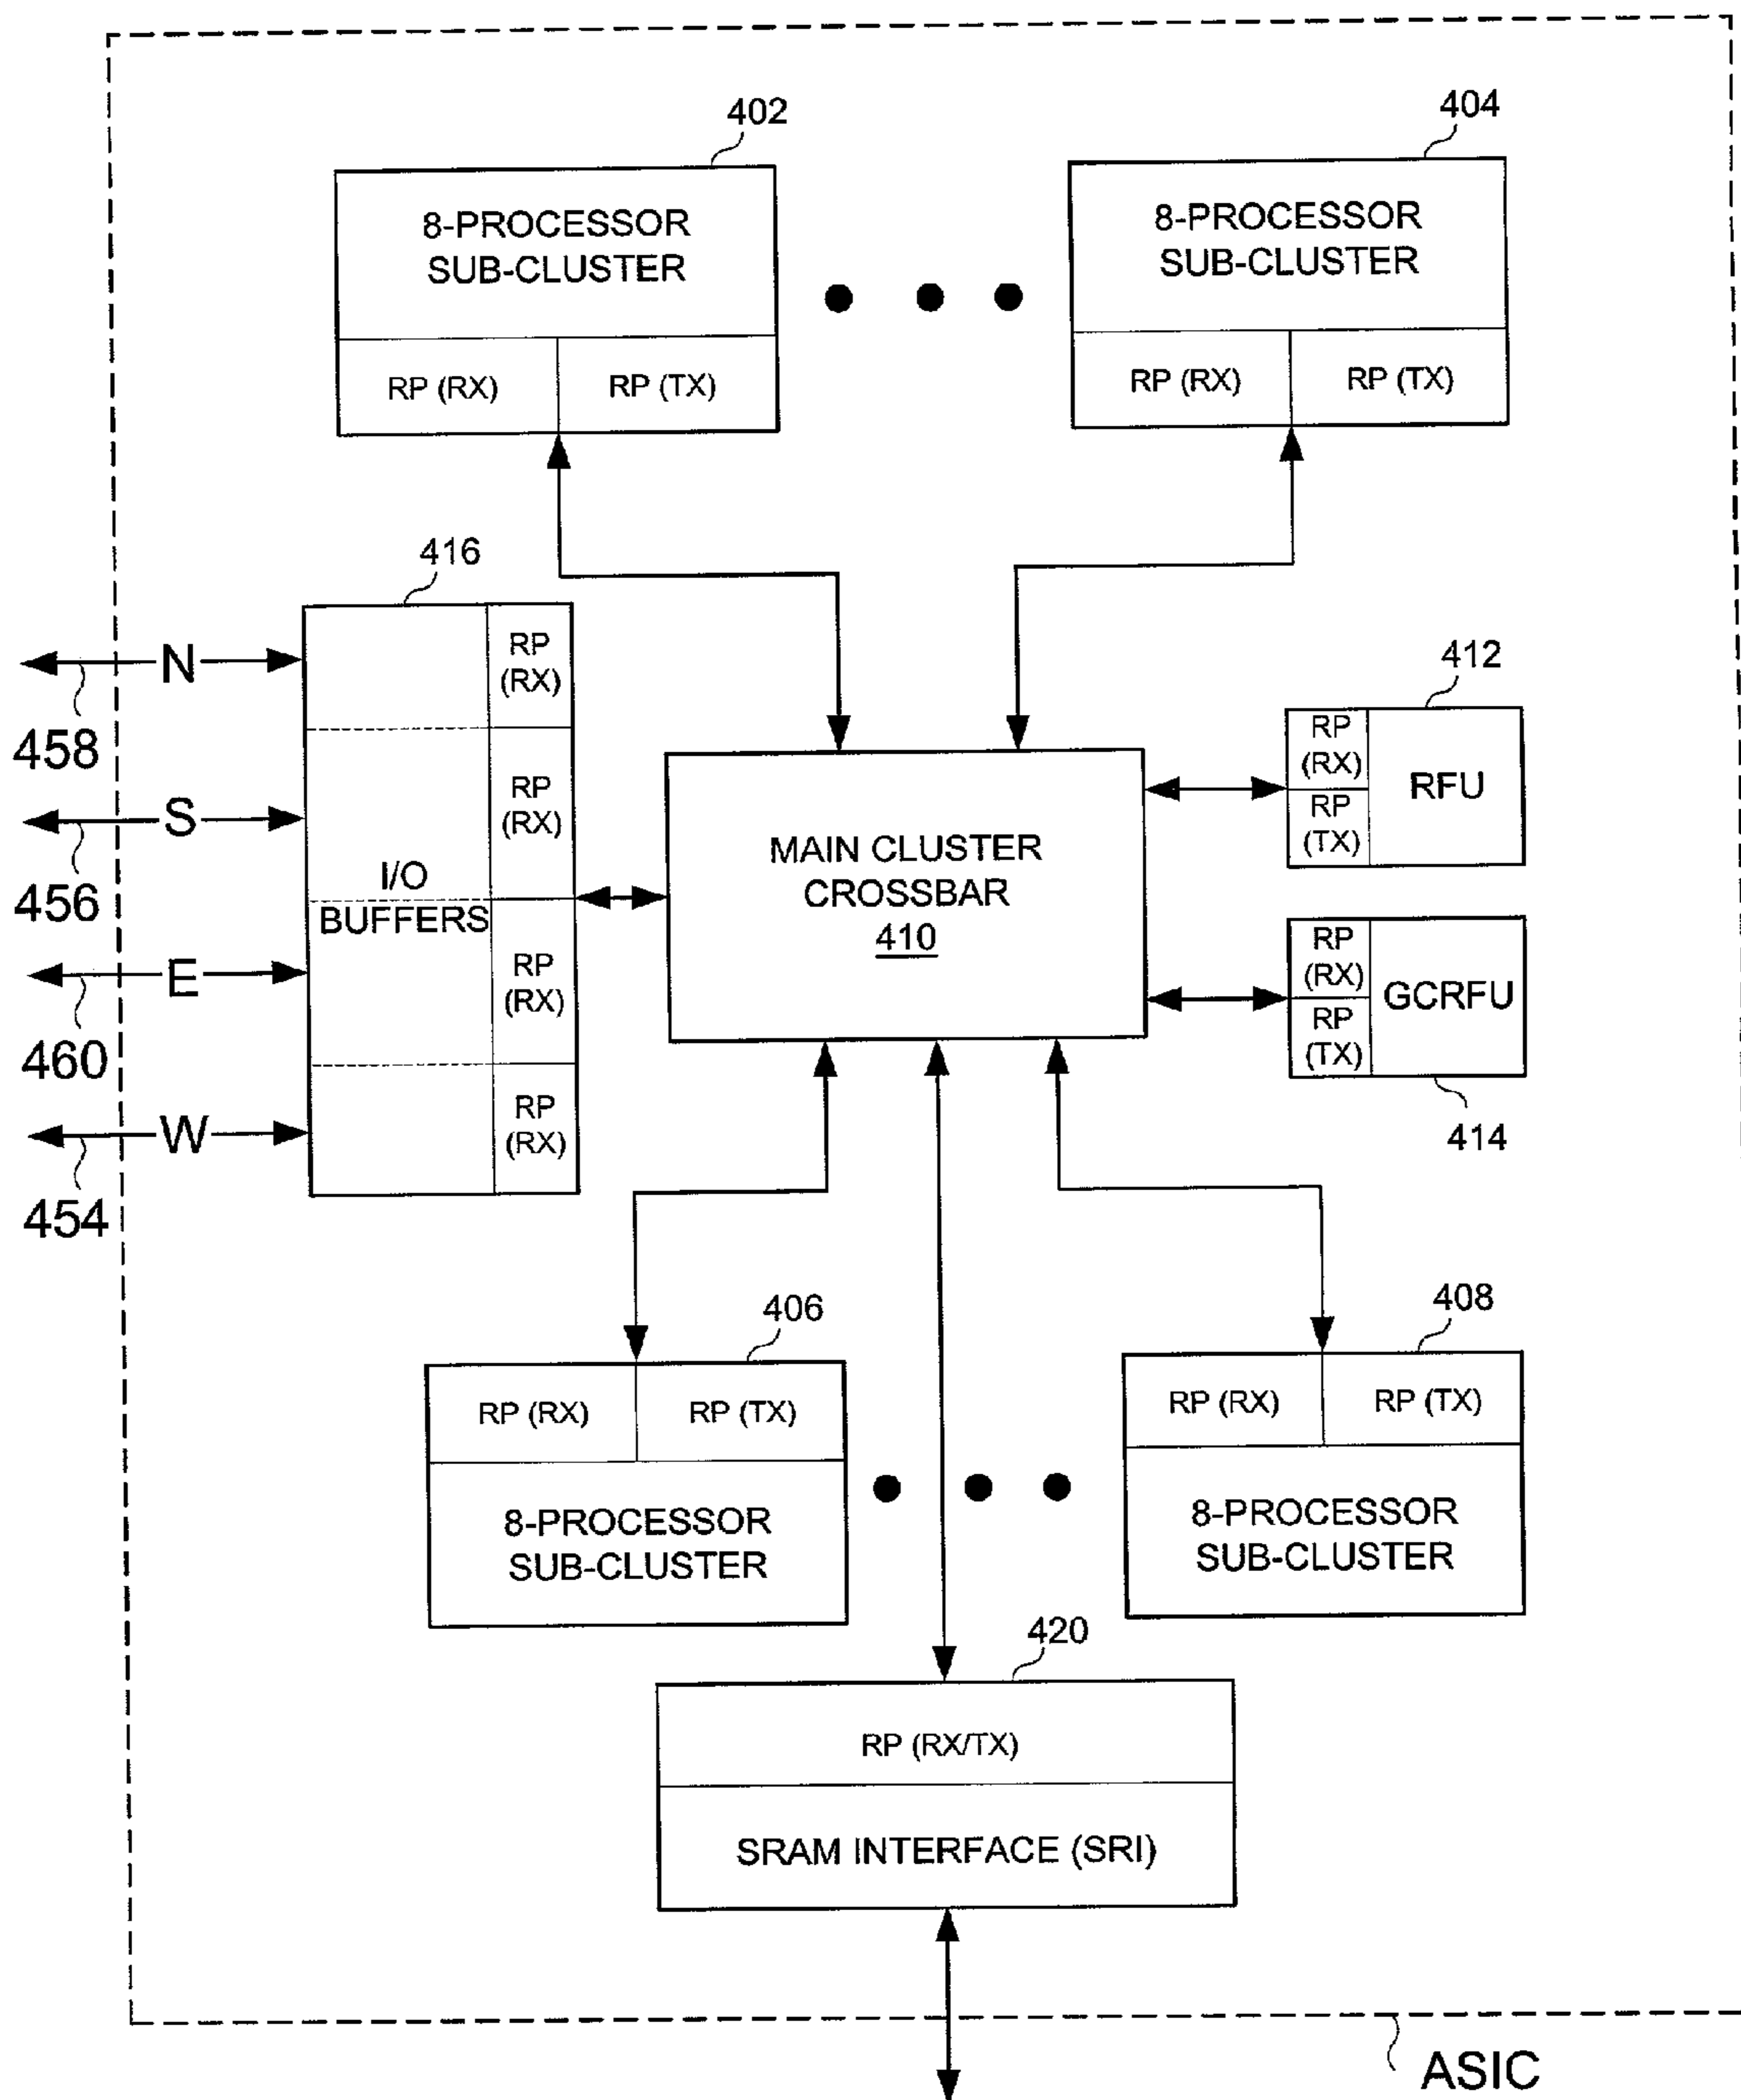 402
404
8-PROCESSOR
SUB-CLUSTER
RP (RX)
RP (TX)
8-PROCESSOR
SUB-CLUSTER
RP (RX)
RP (TX)
416
N
458
S
456
E
460
W
454
I/O
BUFFERS
RP
(RX)
RP
(RX)
RP
(RX)
RP
(RX)
MAIN CLUSTER
CROSSBAR
410
412
RP
(RX)
RP
(TX)
RFU
RP
(RX)
RP
(TX)
GCRFU
414
406
RP (RX)
RP (TX)
8-PROCESSOR
SUB-CLUSTER
408
RP (RX)
RP (TX)
8-PROCESSOR
SUB-CLUSTER
420
RP (RX/TX)
SRAM INTERFACE (SRI)
ASIC